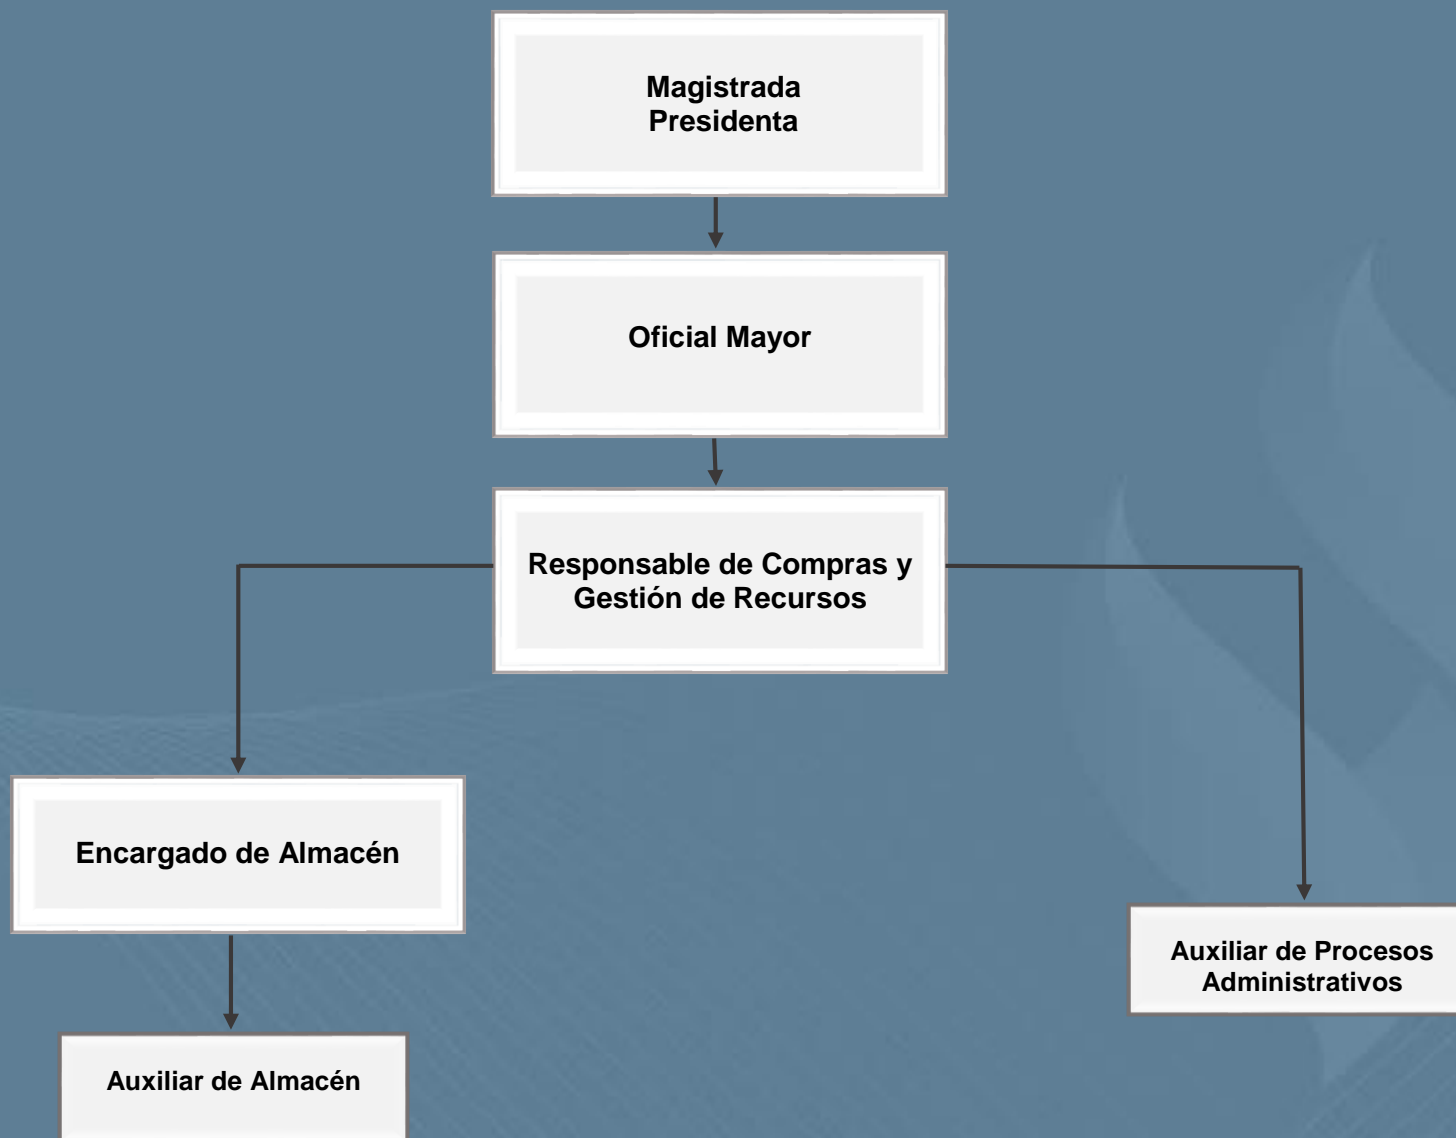 Magistrada
Presidenta
Oficial Mayor
Responsable de Compras y
Gestión de Recursos
Encargado de Almacén
Auxiliar de Procesos
Administrativos
Auxiliar de Almacén